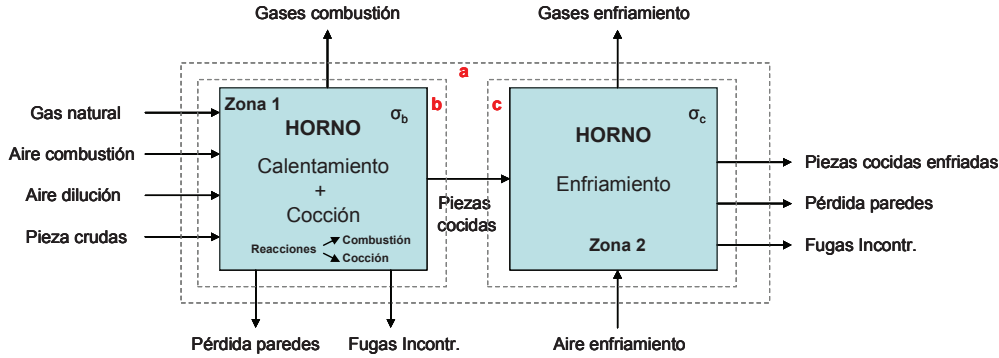 Gases combustión
Gases enfriamiento
a
Zona 1
σb
b
c
σc
Gas natural
HORNO
HORNO
Aire combustión
Calentamiento
+
Cocción
Enfriamiento
Piezas cocidas enfriadas
Aire dilución
Piezas
cocidas
Pérdida paredes
Pieza crudas
Reacciones
Combustión
Cocción
Zona 2
Fugas Incontr.
Pérdida paredes
Fugas Incontr.
Aire enfriamiento